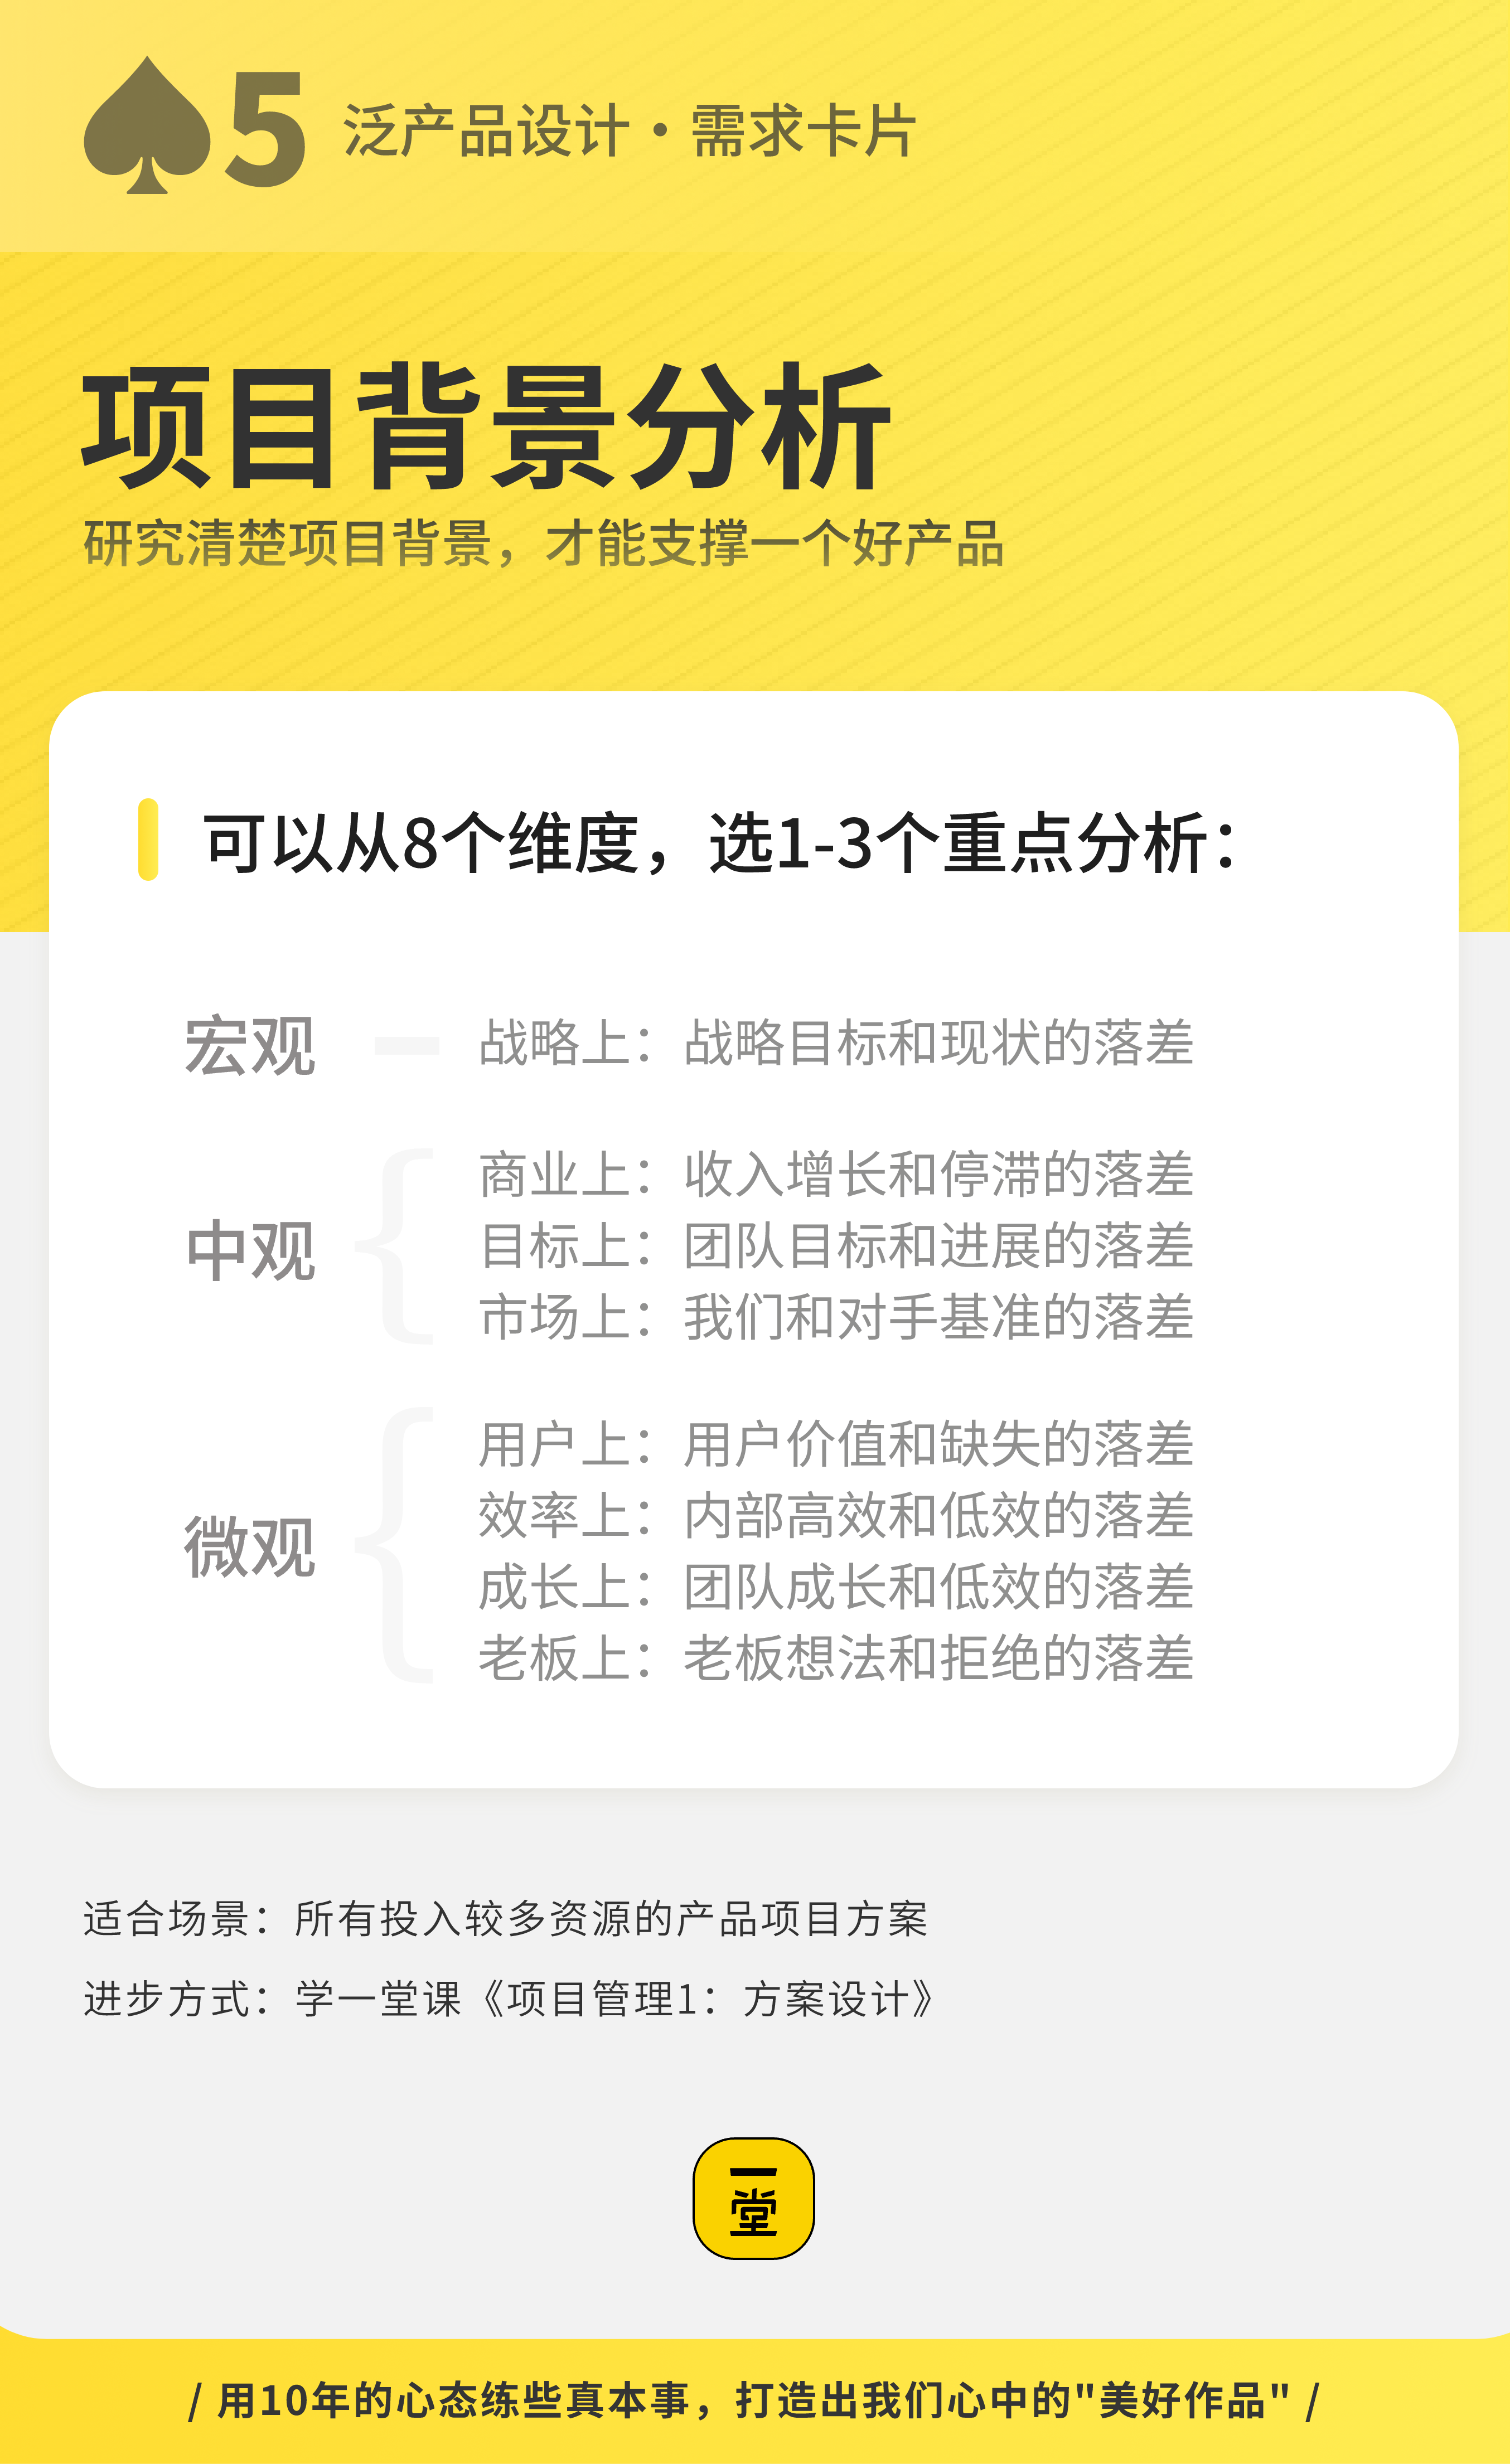 ♠5 泛产品设计·需求卡片
项目背景分析
研究清楚项目背景，才能支撑一个好产品
可以从8个维度，选1-3个重点分析：
宏观
战略上：战略目标和现状的落差
中观
商业上：收入增长和停滞的落差
目标上：团队目标和进展的落差
市场上：我们和对手基准的落差
微观
用户上：用户价值和缺失的落差
效率上：内部高效和低效的落差
成长上：团队成长和低效的落差
老板上：老板想法和拒绝的落差
适合场景：所有投入较多资源的产品项目方案
进步方式：学一堂课《项目管理1：方案设计》
一
堂
/ 用10年的心态练些真本事，打造出我们心中的"美好作品" /